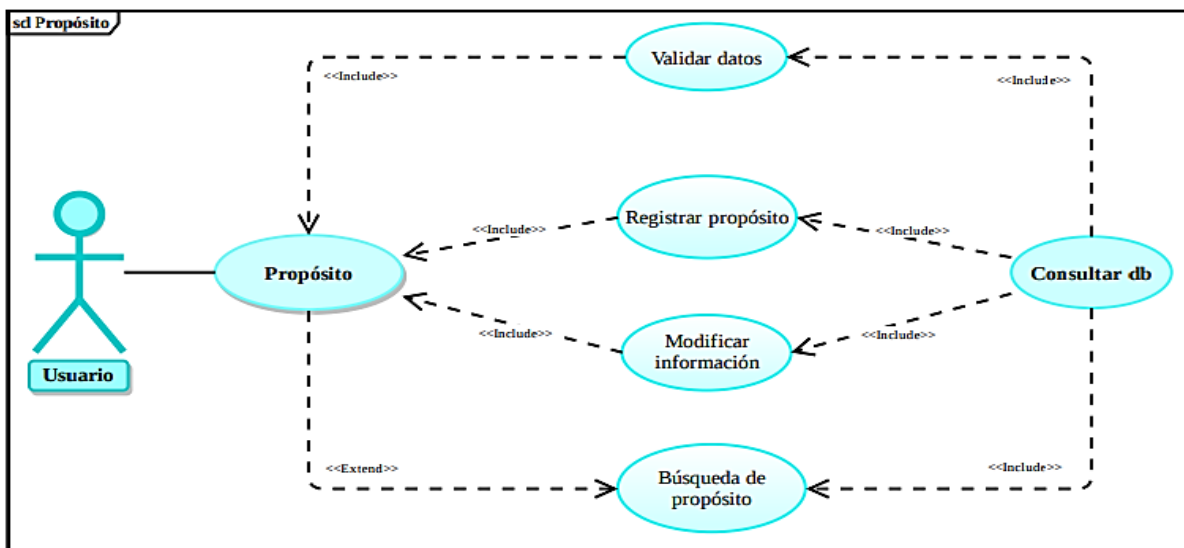 sd Propósito
Validar datos
<<Include>>
<<Include>>
Registrar propósito
<<Include>>
<<Include>>
Propósito
Consultar db
<<Include>>
<<Include>>
Modificar
información
Usuario
<<Extend>>
<<Include>>
Búsqueda de
propósito